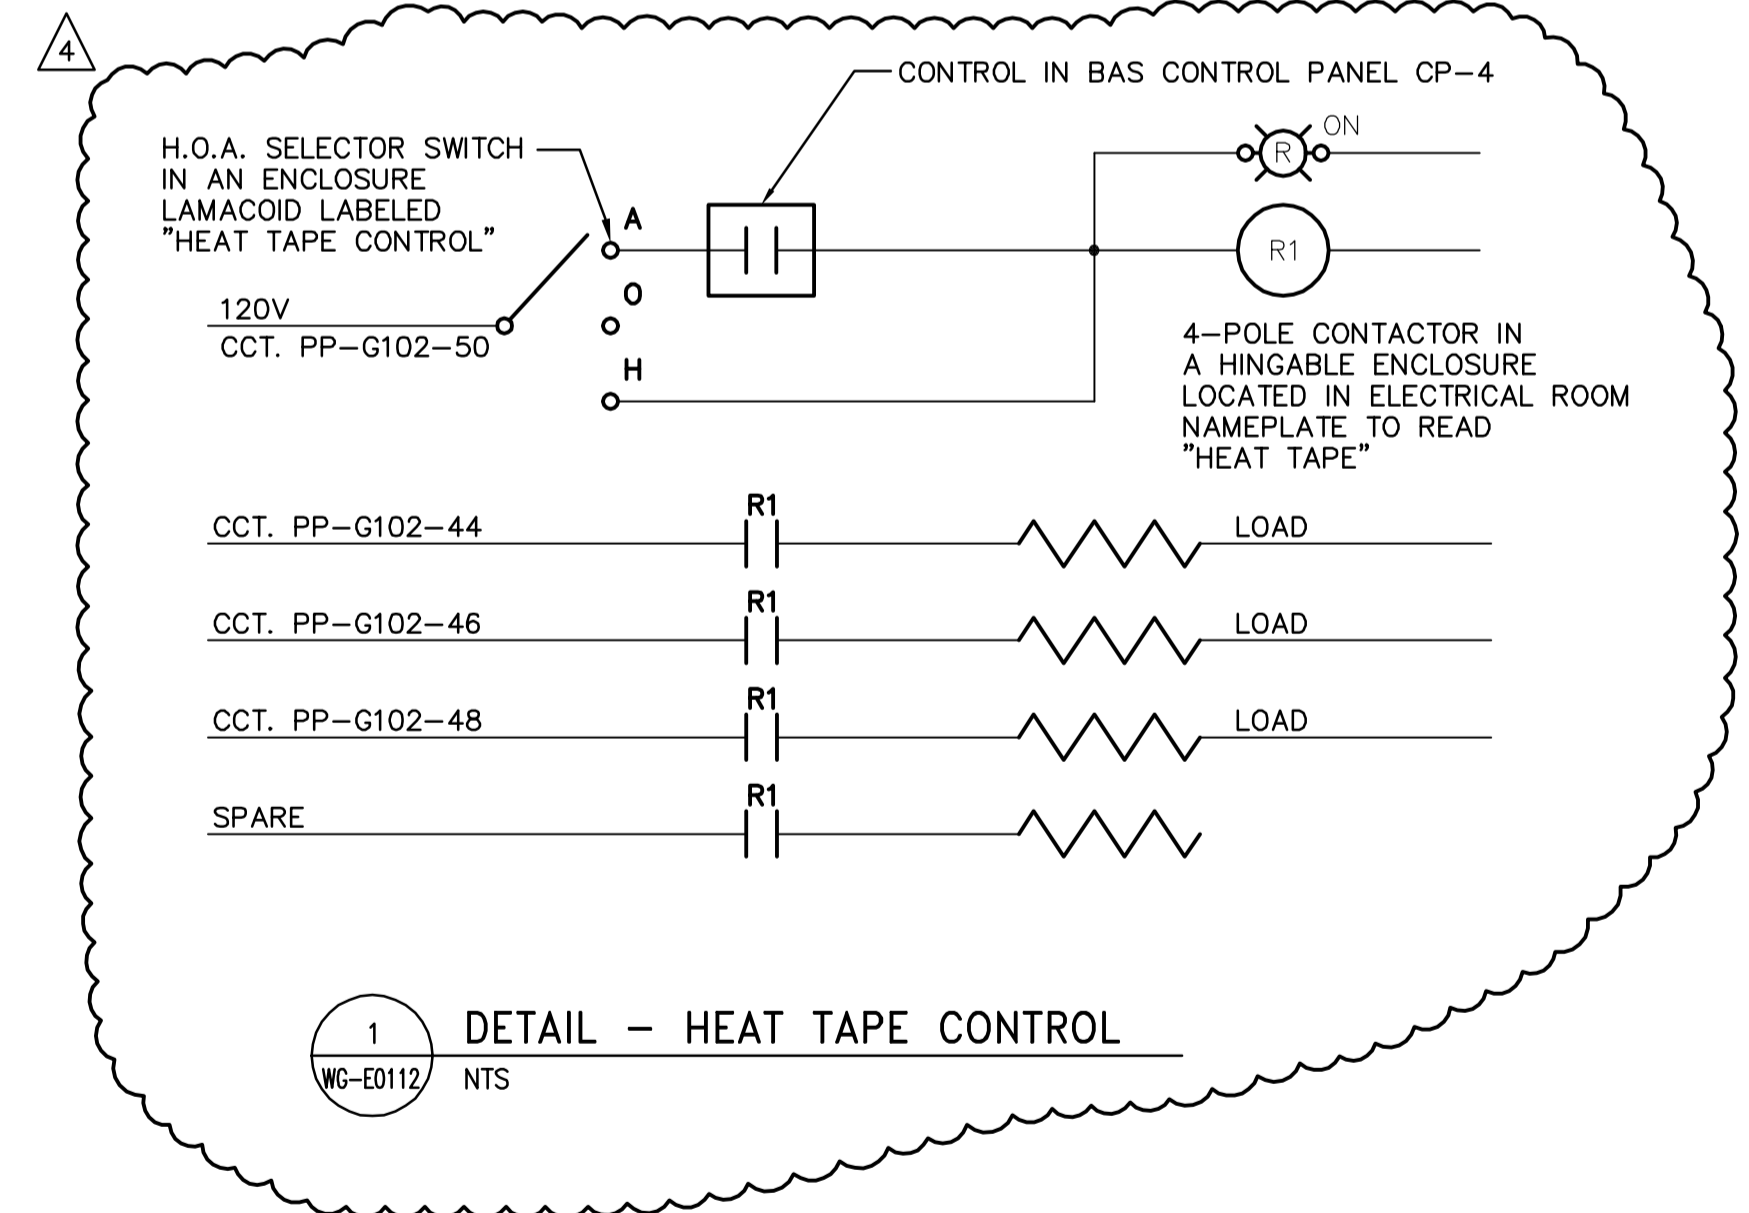 4
CONTROL IN BAS CONTROL PANEL CP-4
H.O.A. SELECTOR SWITCH
IN AN ENCLOSURE
LAMACOID LABELED
"HEAT TAPE CONTROL"
A
O
H
120V
CCT. PP-G102-50
ON
R
R1
4-POLE CONTACTOR IN
A HINGABLE ENCLOSURE
LOCATED IN ELECTRICAL ROOM
NAMEPLATE TO READ
"HEAT TAPE"
CCT. PP-G102-44 R1 LOAD
CCT. PP-G102-46 R1 LOAD
CCT. PP-G102-48 R1 LOAD
SPARE R1
1
WG-E0112
DETAIL - HEAT TAPE CONTROL
NTS